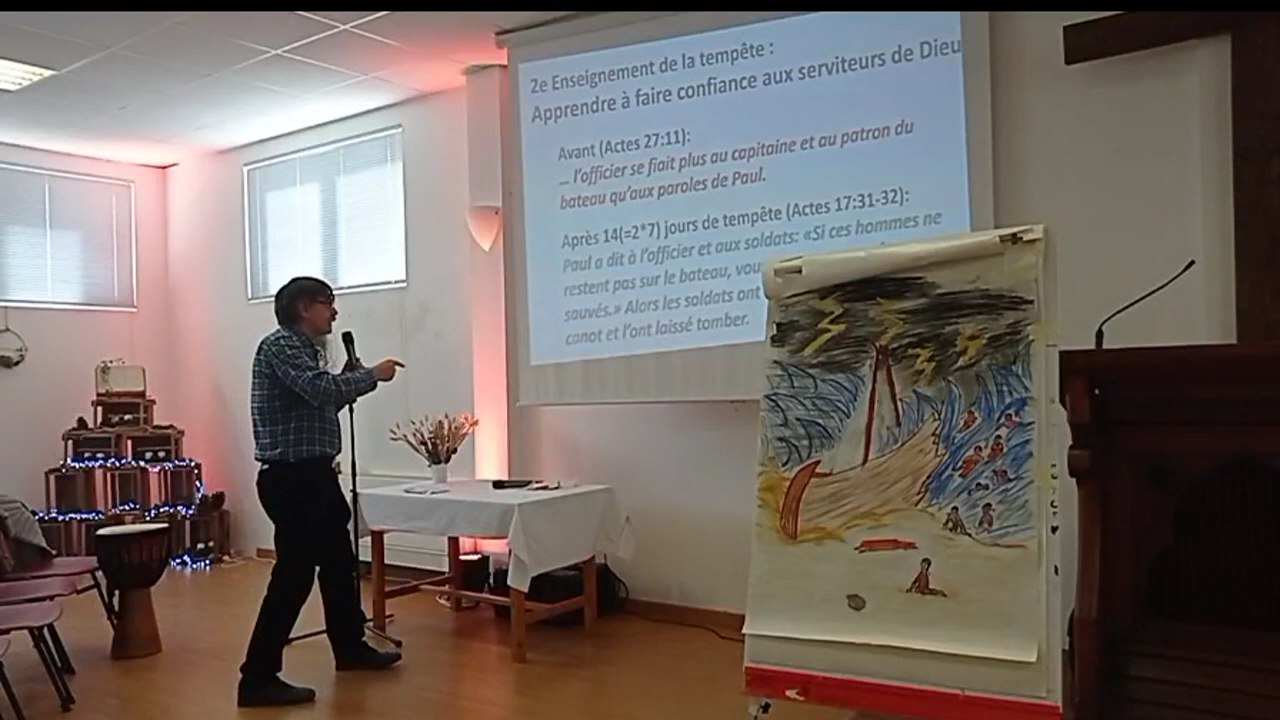 2e Enseignement de la tempête :
Apprendre à faire confiance aux serviteurs de Dieu
Avant (Actes 27:11):
... l'officier se fiait plus au capitaine et au patron du
bateau qu'aux paroles de Paul.
Après 14(=2*7) jours de tempête (Actes 17:31-32):
Paul a dit à l'officier et aux soldats: «Si ces hommes ne
restent pas sur le bateau, vou
sauvés.» Alors les soldats ont
canot et l'ont laissé tomber.